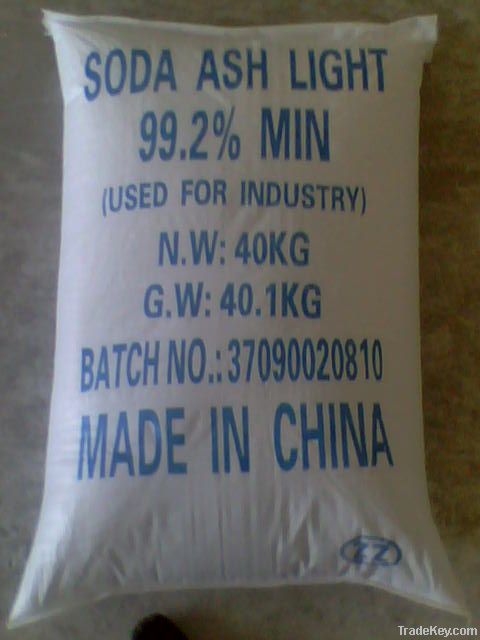 SODA ASH LIGHT
99.2% MIN
(USED FOR INDUSTRY)
N.W: 40KG
G.W: 40.1KG
BATCH NO.: 37090020810
MADE IN CHINA
ZZ
TradeKey.com